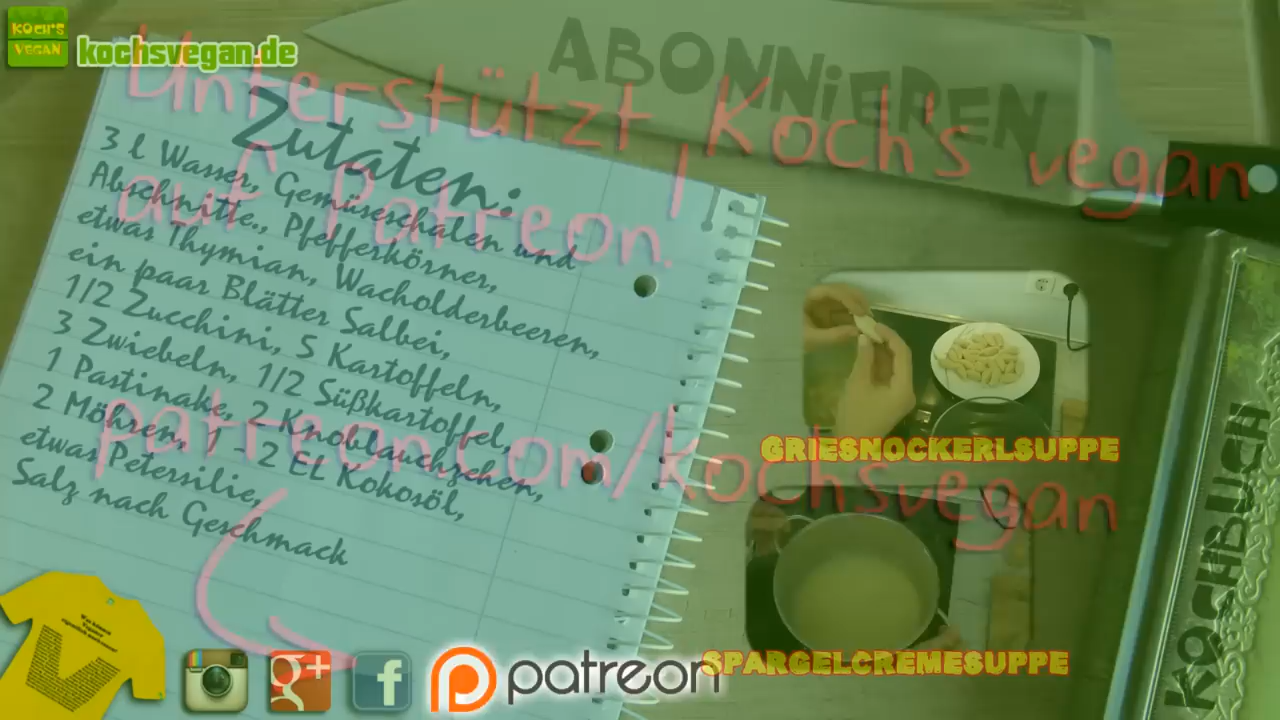 KOCH'S
VEGAN
kochsvegan.de
ABONNIEREN
Unterstützt Koch's vegan
auf Patreon.
patreon.com/kochsvegan
Zutaten:
3 l Wasser, Gemüseschalen und
Abschnitte., Pfefferkörner,
etwas Thymian, Wacholderbeeren,
ein paar Blätter Salbei,
1/2 Zucchini, 5 Kartoffeln,
3 Zwiebeln, 1/2 Süßkartoffel,
1 Pastinake, 2 Knoblauchzehen,
2 Möhren, 1 - 2 EL Kokosöl,
etwas Petersilie,
Salz nach Geschmack
GRIESNOCKERLSUPPE
SPARGELCREMESUPPE
KOCHBUCH
g+
f
patreon